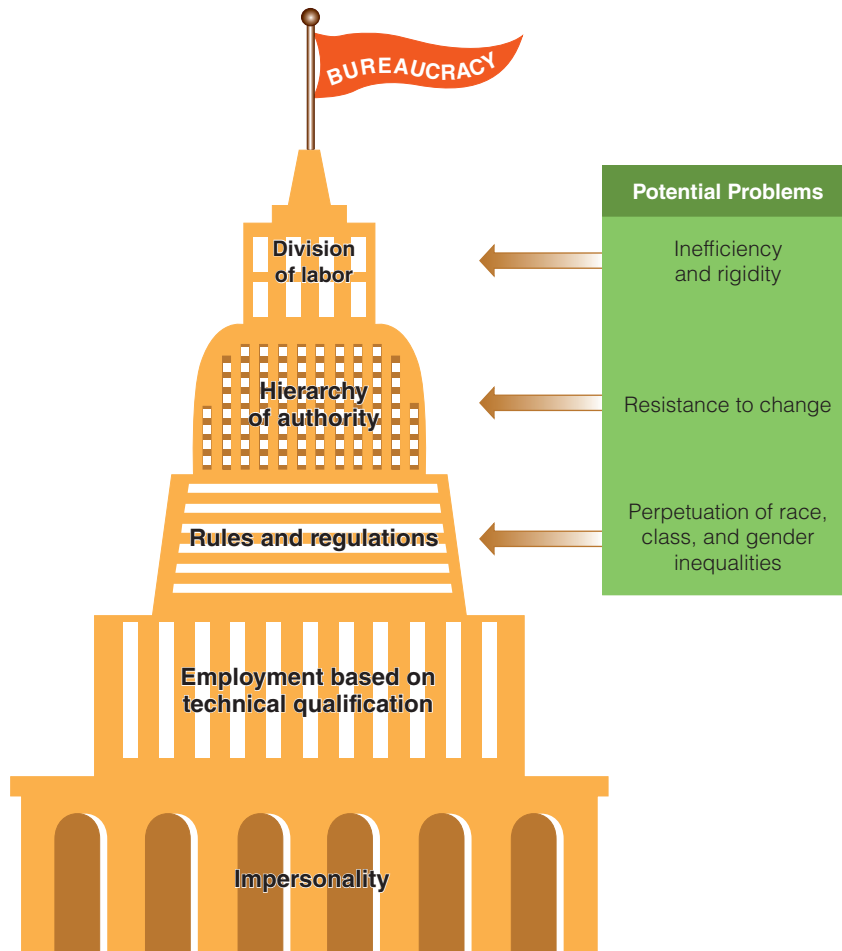 BUREAUCRACY
Division
of labor
Hierarchy
of authority
Rules and regulations
Employment based on
technical qualification
Impersonality
Potential Problems
Inefficiency
and rigidity
Resistance to change
Perpetuation of race,
class, and gender
inequalities